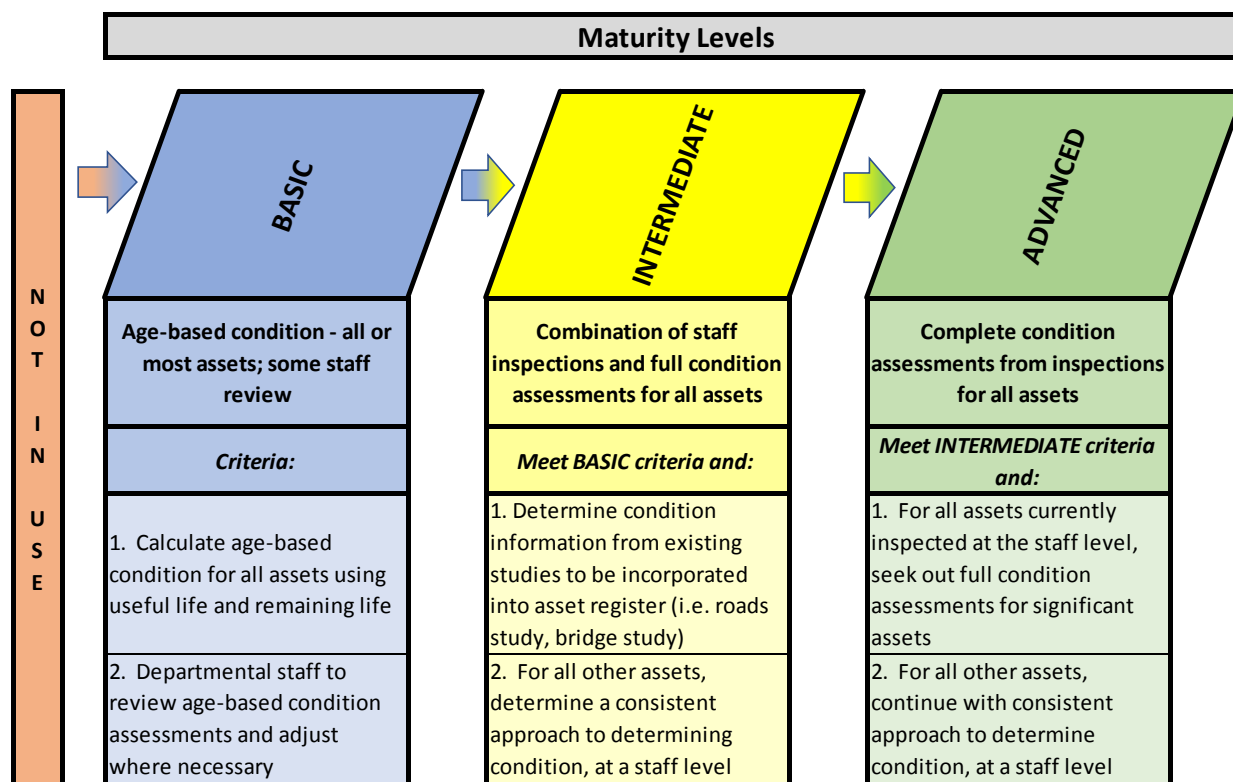 Maturity Levels
NOT IN USE
BASIC
Age-based condition - all or
most assets; some staff
review
Criteria:
1. Calculate age-based
condition for all assets using
useful life and remaining life
2. Departmental staff to
review age-based condition
assessments and adjust
where necessary
INTERMEDIATE
Combination of staff
inspections and full condition
assessments for all assets
Meet BASIC criteria and:
1. Determine condition
information from existing
studies to be incorporated
into asset register (i.e. roads
study, bridge study)
2. For all other assets,
determine a consistent
approach to determining
condition, at a staff level
ADVANCED
Complete condition
assessments from inspections
for all assets
Meet INTERMEDIATE criteria
and:
1. For all assets currently
inspected at the staff level,
seek out full condition
assessments for significant
assets
2. For all other assets,
continue with consistent
approach to determine
condition, at a staff level